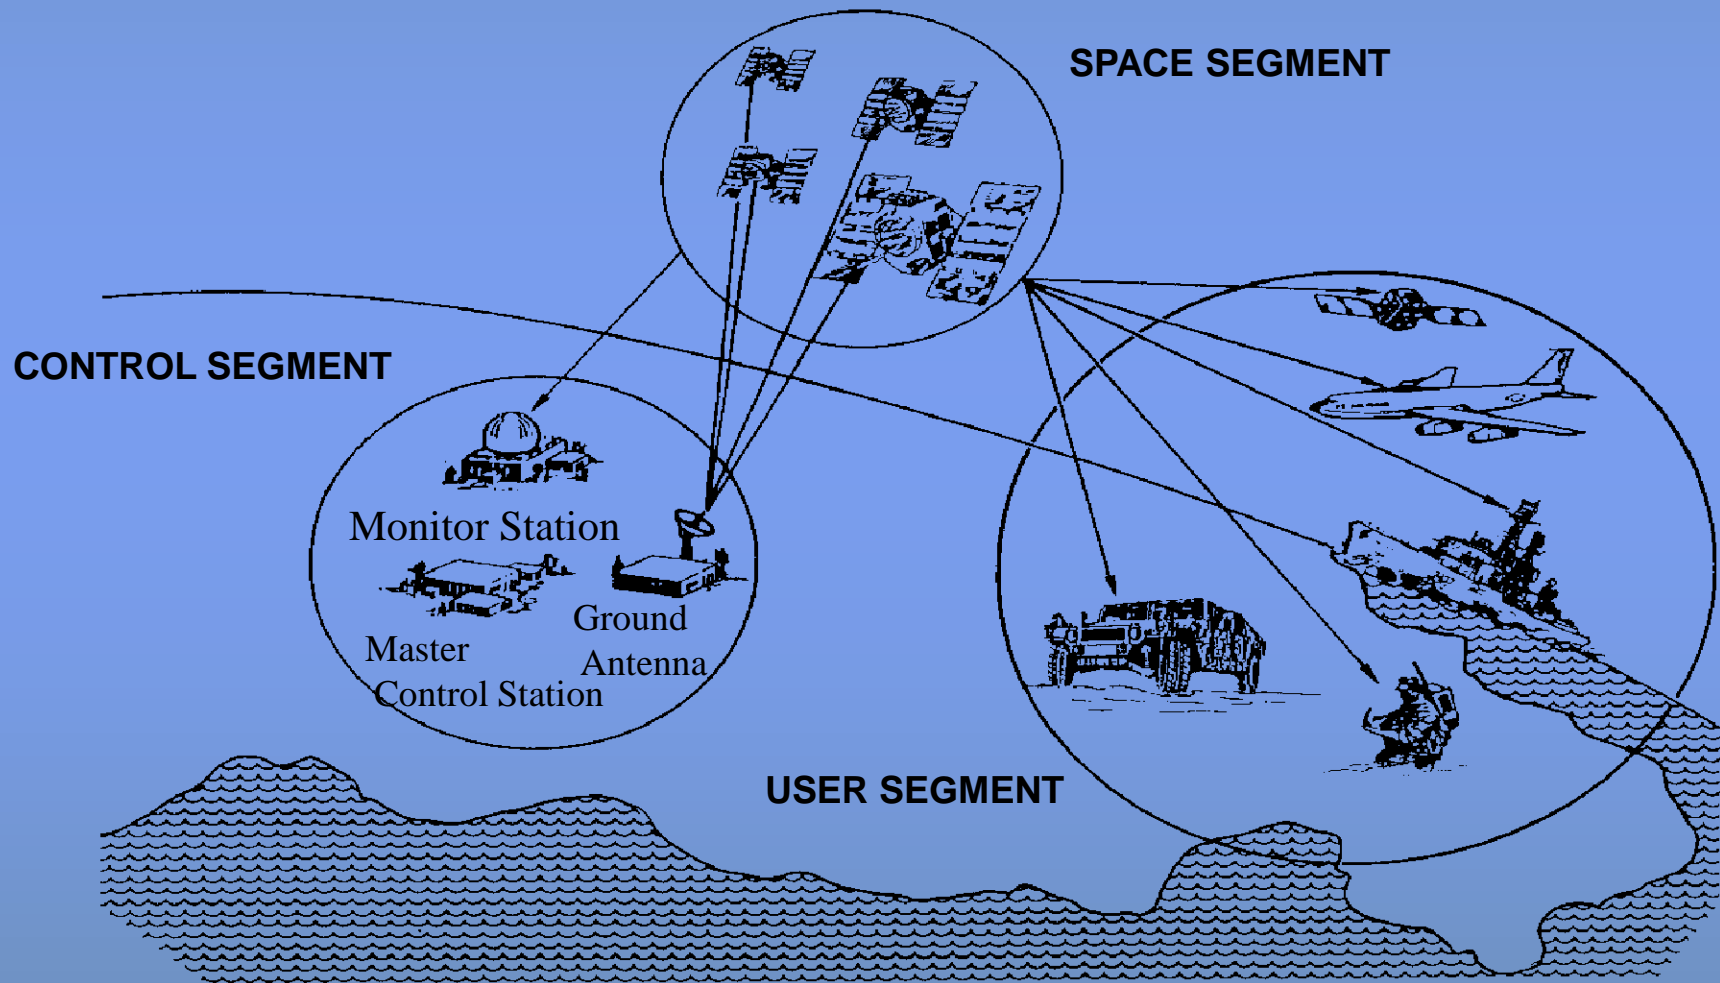 SPACE SEGMENT
CONTROL SEGMENT
Monitor Station
Ground
Antenna
Master
Control Station
USER SEGMENT